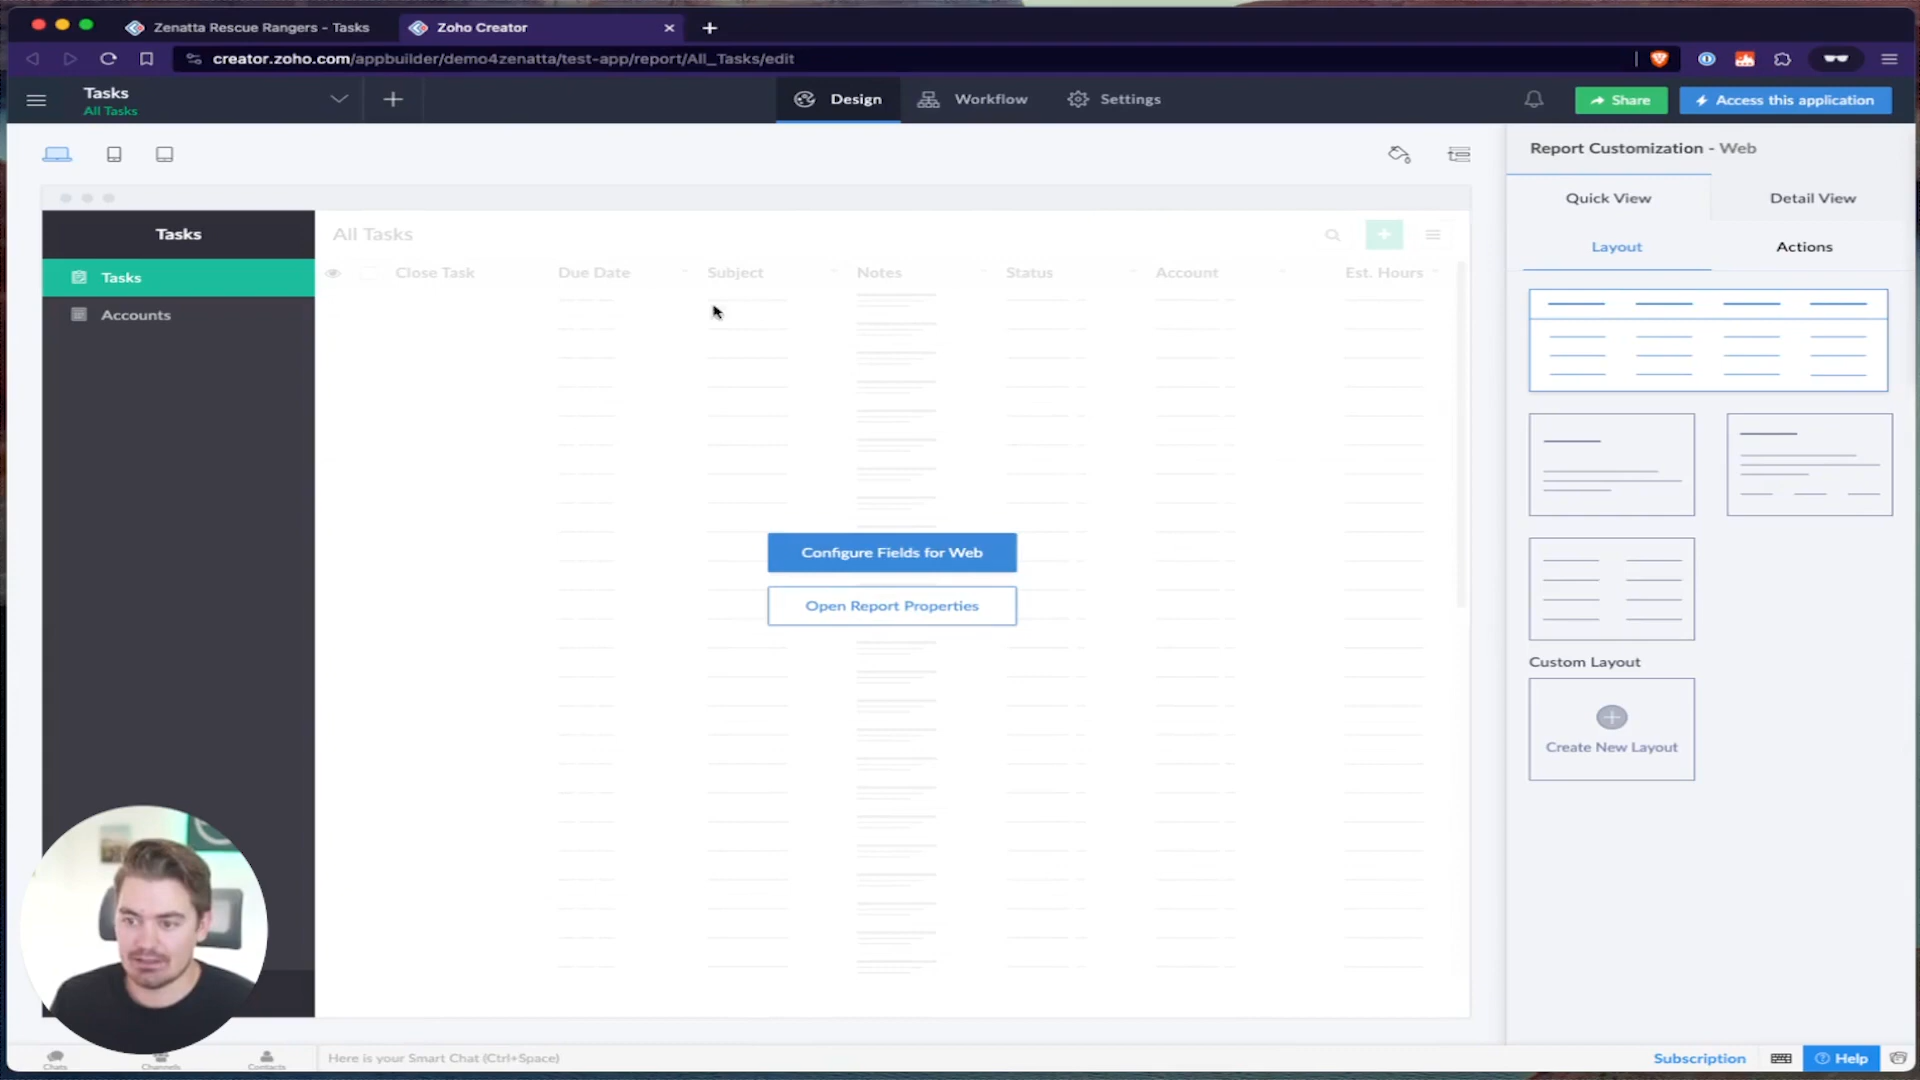 Zenatta Rescue Rangers - Tasks
Zoho Creator
creator.zoho.com/appbuilder/demo4zenatta/test-app/report/All_Tasks/edit
Tasks
All Tasks
Design
Workflow
Settings
Share
Access this application
Report Customization - Web
Quick View
Detail View
Layout
Actions
Tasks
Tasks
Accounts
All Tasks
Close Task
Due Date
Subject
Notes
Status
Account
Est. Hours
Configure Fields for Web
Open Report Properties
Custom Layout
Create New Layout
Chats
Channels
Contacts
Here is your Smart Chat (Ctrl+Space)
Subscription
Help